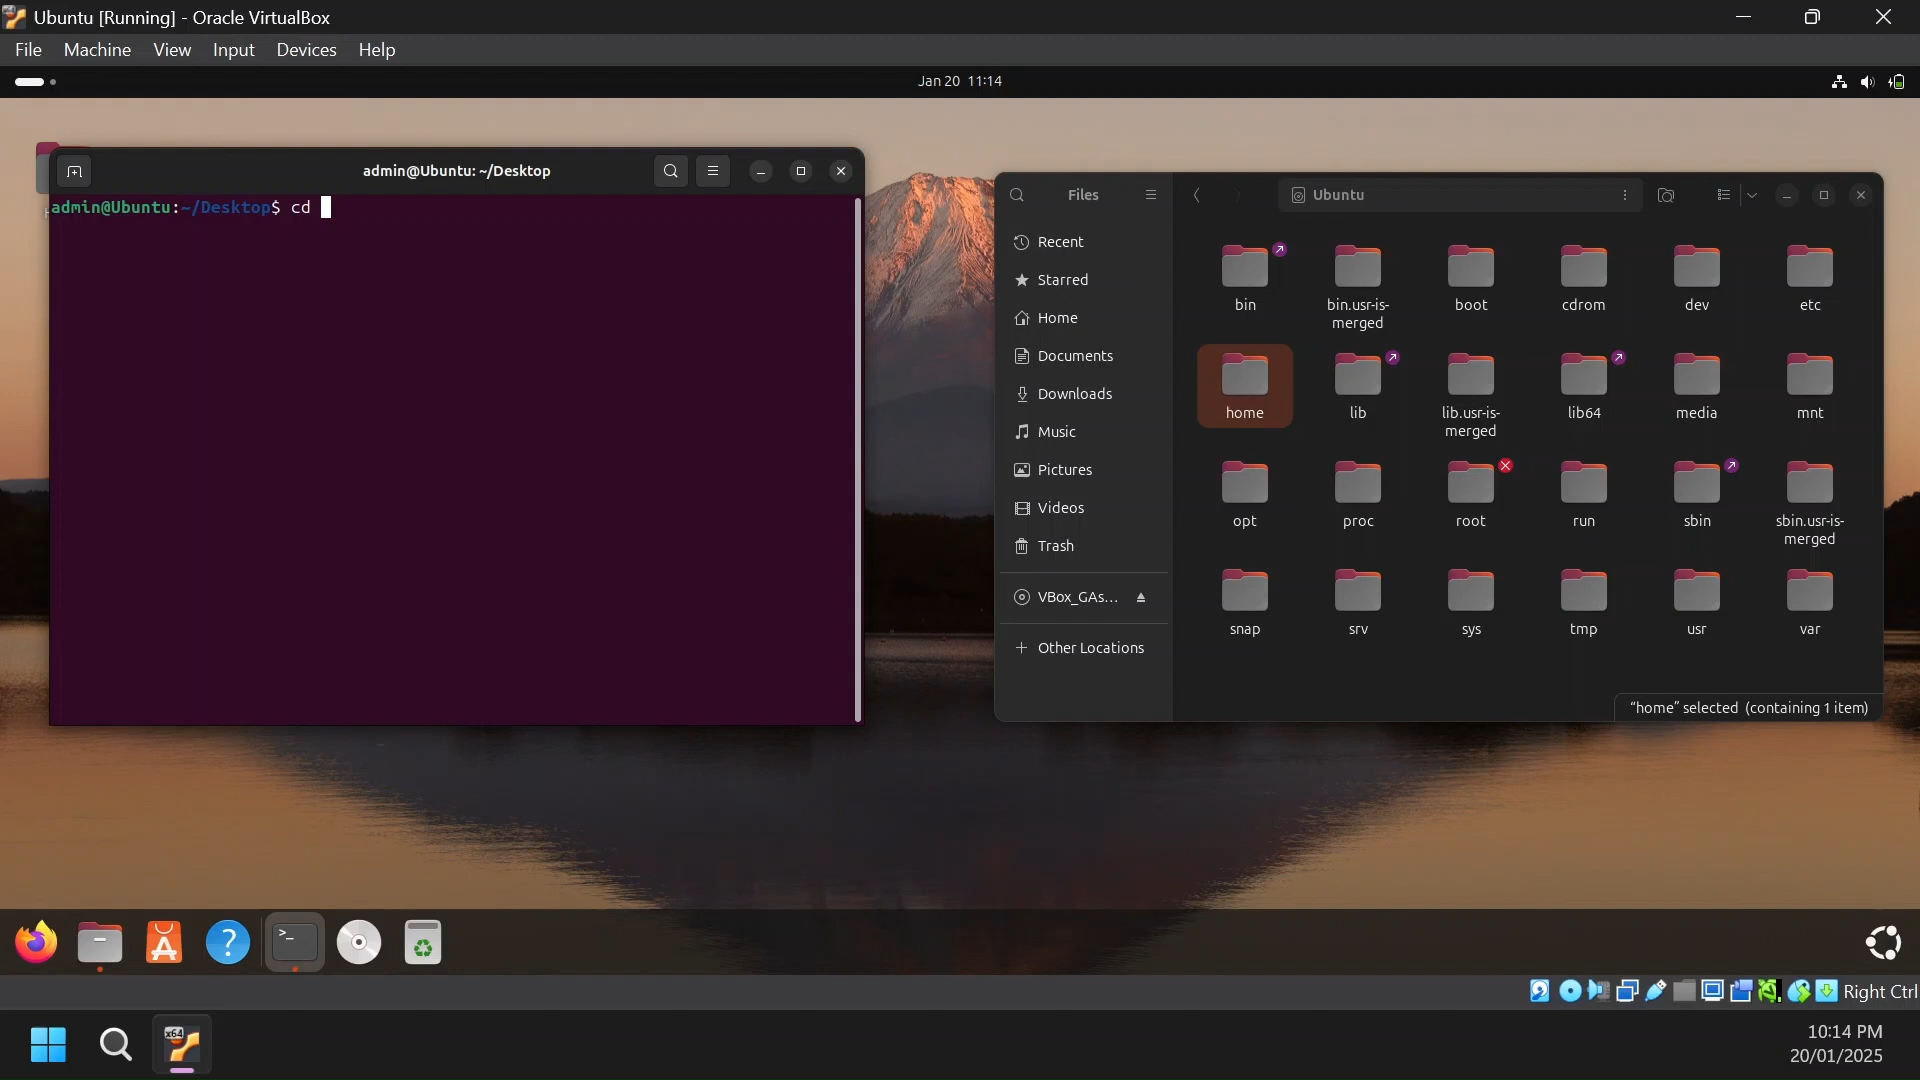 Ubuntu [Running] - Oracle VirtualBox
File Machine View Input Devices Help
Jan 20 11:14
admin@Ubuntu: ~/Desktop
admin@Ubuntu:~/Desktop$ cd
Files
Ubuntu
Recent
Starred
Home
Documents
Downloads
Music
Pictures
Videos
Trash
VBox_GAs...
+ Other Locations
bin
bin.usr-is-
merged
boot
cdrom
dev
etc
home
lib
lib.usr-is-
merged
lib64
media
mnt
opt
proc
root
run
sbin
sbin.usr-is-
merged
snap
srv
sys
tmp
usr
var
“home” selected (containing 1 item)
>_
?
Right Ctrl
x64
10:14 PM
20/01/2025